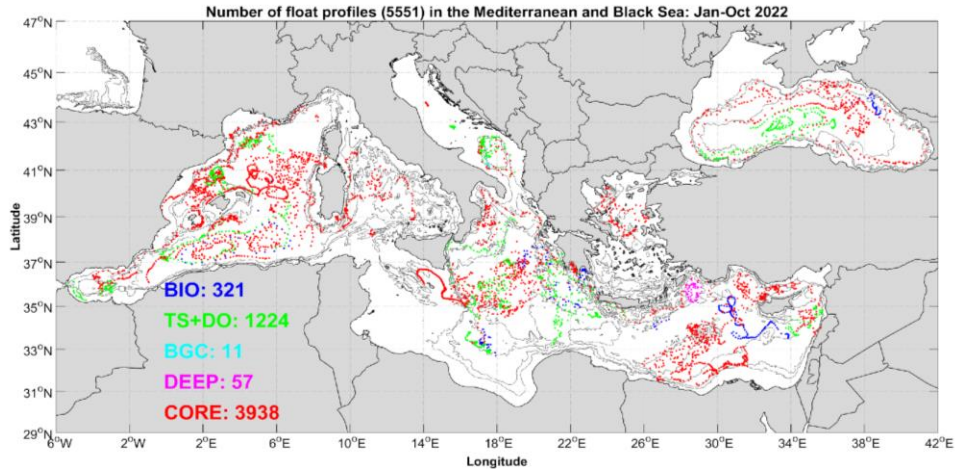 Number of float profiles (5551) in the Mediterranean and Black Sea: Jan-Oct 2022
47°N
45°N
43°N
41°N
39°N
37°N
35°N
33°N
31°N
29°N
Latitude
BIO: 321
TS+DO: 1224
BGC: 11
DEEP: 57
CORE: 3938
6°W 2°W 2°E 6°E 10°E 14°E 18°E 22°E 26°E 30°E 34°E 38°E 42°E
Longitude